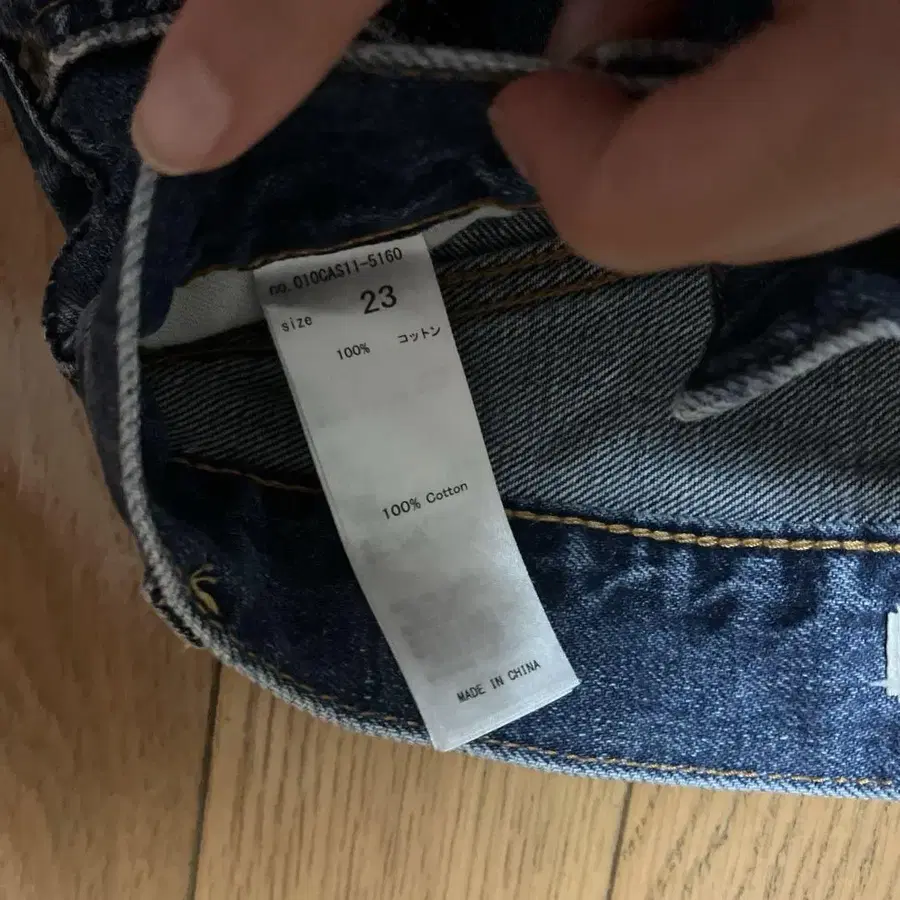 no.010CAS11-5160
size 23
100% コットン
100% Cotton
MADE IN CHINA